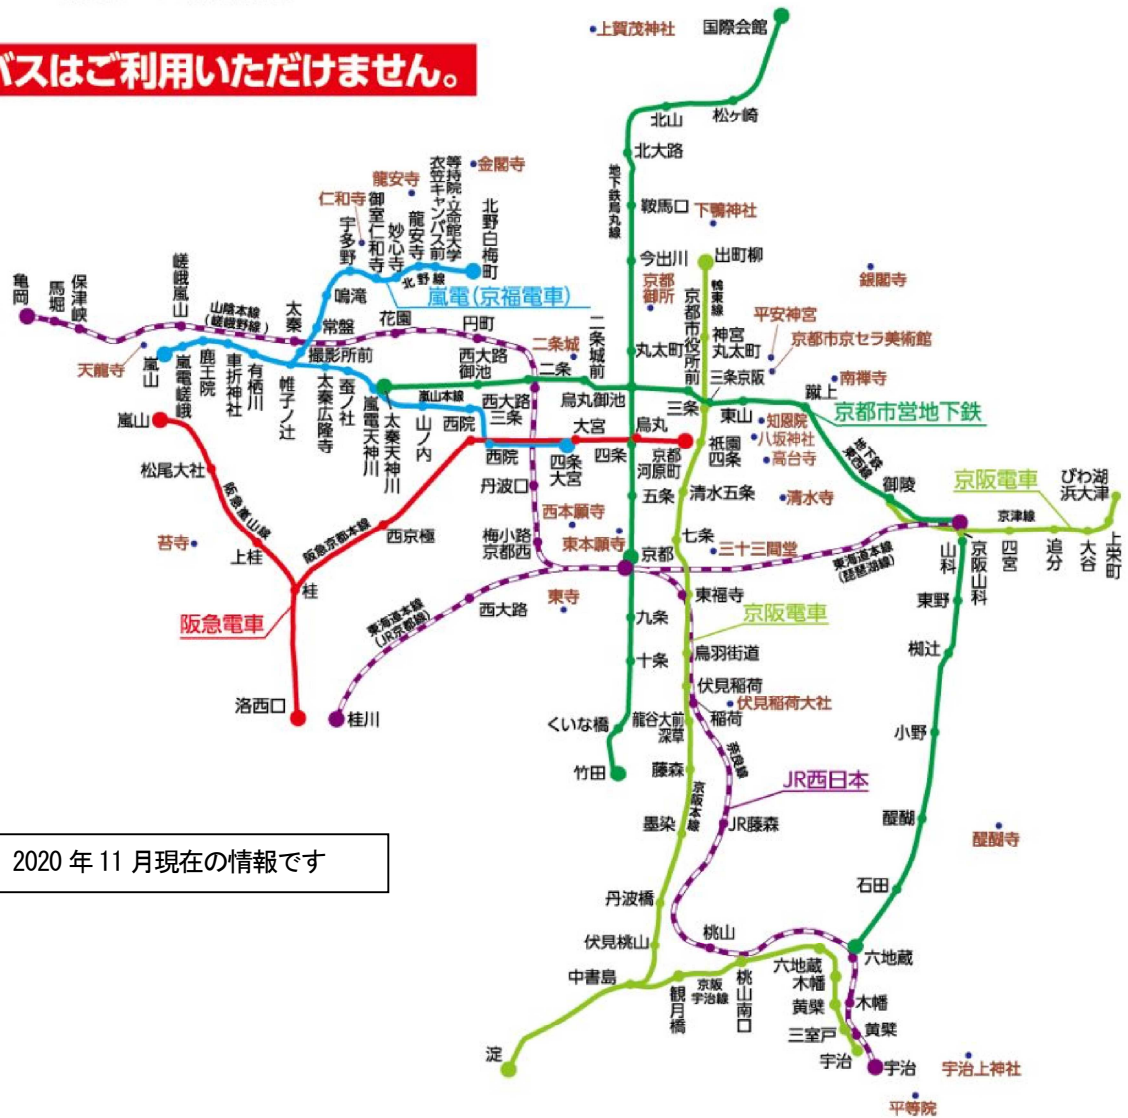 バスはご利用いただけません。
上賀茂神社
国際会館
松ヶ崎
北山
北大路
地下鉄烏丸線
鞍馬口
今出川
金閣寺
等持院・立命館大学
衣笠キャンパス前
龍安寺
龍安寺
仁和寺
御室仁和寺
妙心寺
宇多野
北野白梅町
北野線
嵐電(京福電車)
鳴滝
常盤
撮影所前
下鴨神社
出町柳
鴨東線
京都御所
銀閣寺
平安神宮
京都市京セラ美術館
京都市役所前
神宮
丸太町
丸太町
南禅寺
亀岡
馬堀
保津峡
嵯峨嵐山
山陰本線
(嵯峨野線)
太秦
花園
円町
二条城
二条城前
西大路
御池
二条
烏丸御池
三条京阪
三条
東山
蹴上
京都市営地下鉄
地下鉄
東西線
天龍寺
嵐山
嵐電嵯峨
鹿王院
車折神社
有栖川
帷子ノ辻
太秦広隆寺
蚕ノ社
嵐電天神川
太秦天神川
嵐山本線
山ノ内
西大路
三条
西院
西院
四条
大宮
大宮
四条
烏丸
京都
河原町
祇園
四条
知恩院
八坂神社
高台寺
清水寺
御陵
京阪電車
びわ湖
浜大津
京津線
山科
京阪山科
四宮
追分
大谷
上栄町
嵐山
松尾大社
阪急嵐山線
上桂
苔寺
桂
阪急京都本線
西京極
阪急電車
洛西口
丹波口
梅小路
京都西
西本願寺
東本願寺
五条
清水五条
七条
三十三間堂
京都
東海道本線
(琵琶湖線)
東海道本線
(JR京都線)
西大路
桂川
東寺
九条
十条
くいな橋
竹田
東福寺
京阪電車
鳥羽街道
伏見稲荷
伏見稲荷大社
稲荷
龍谷大前
深草
奈良線
藤森
京阪本線
JR西日本
墨染
JR藤森
東野
椥辻
小野
醍醐
醍醐寺
石田
2020 年 11 月現在の情報です
丹波橋
伏見桃山
中書島
桃山
観月橋
京阪
宇治線
桃山南口
六地蔵
六地蔵
木幡
木幡
黄檗
黄檗
三室戸
宇治
宇治
淀
宇治上神社
平等院